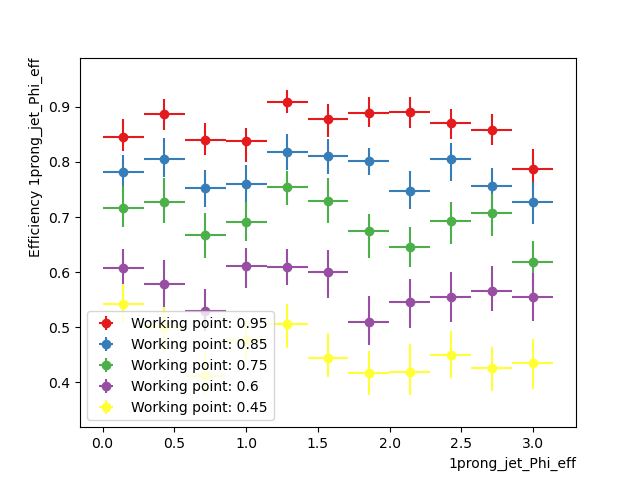 Efficiency 1prong_jet_Phi_eff
0.9
0.8
0.7
0.6
0.5
0.4
Working point: 0.95
Working point: 0.85
Working point: 0.75
Working point: 0.6
Working point: 0.45
0.0 0.5 1.0 1.5 2.0 2.5 3.0
1prong_jet_Phi_eff